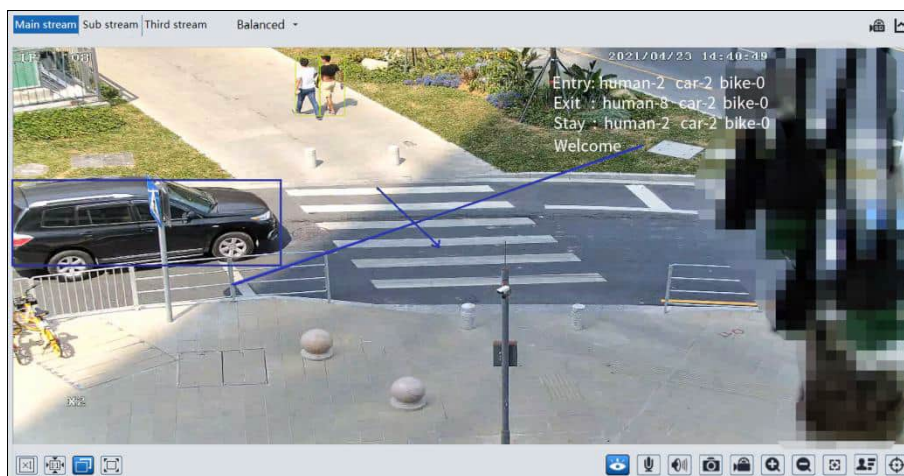 Main stream Sub stream Third stream Balanced
2021/04/23 14:40:49
Entry: human-2 car-2 bike-0
Exit : human-8 car-2 bike-0
Stay : human-2 car-2 bike-0
Welcome